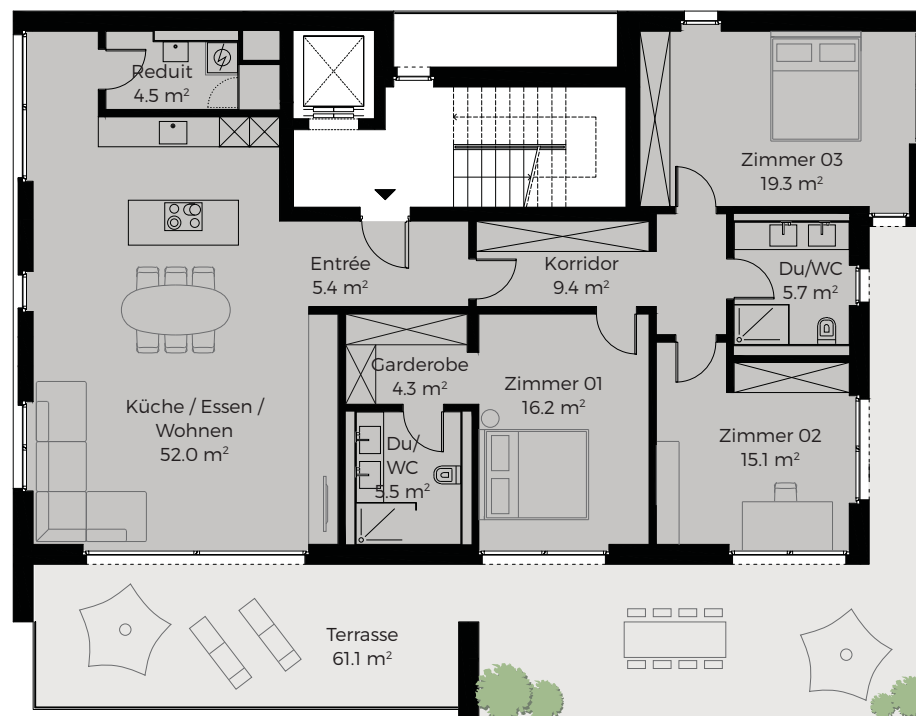 Reduit
4.5 m²
Zimmer 03
19.3 m²
Entrée
5.4 m²
Korridor
9.4 m²
Du/WC
5.7 m²
Garderobe
4.3 m²
Zimmer 01
16.2 m²
Küche / Essen /
Wohnen
52.0 m²
Du/
WC
5.5 m²
Zimmer 02
15.1 m²
Terrasse
61.1 m²